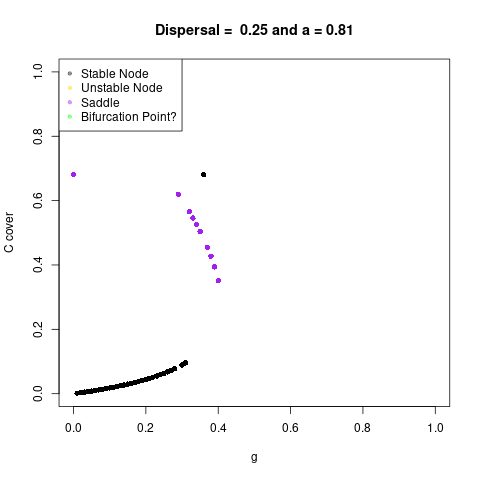 Dispersal =  0.25 and a = 0.81
Stable Node
Unstable Node
Saddle
Bifurcation Point?
C cover
1.0
0.8
0.6
0.4
0.2
0.0
0.0 0.2 0.4 0.6 0.8 1.0
g